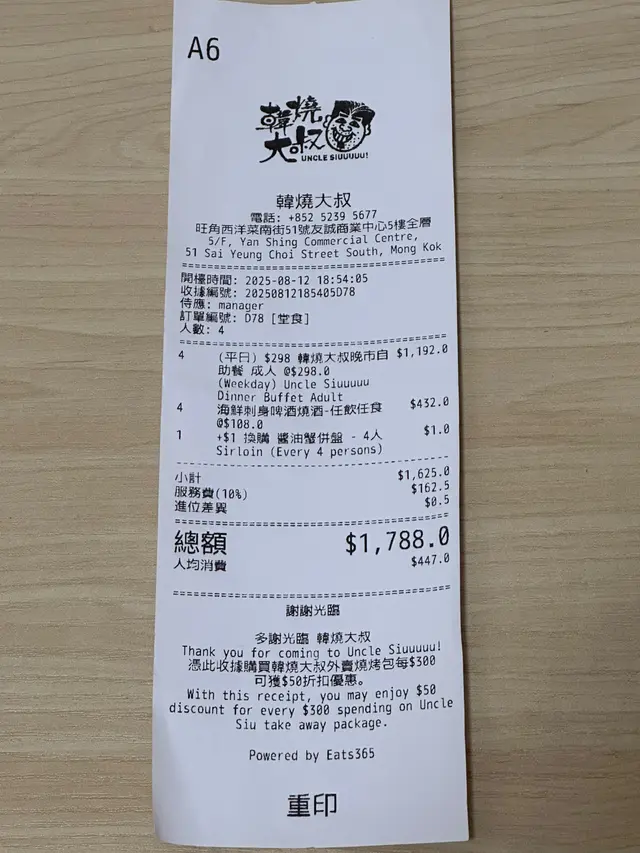 A6
韓燒
大叔
UNCLE SIUUUUU!
韓燒大叔
電話: +852 5239 5677
旺角西洋菜南街51號友誠商業中心5樓全層
5/F, Yan Shing Commercial Centre,
51 Sai Yeung Choi Street South, Mong Kok
開檯時間: 2025-08-12 18:54:05
收據編號: 20250812185405D78
侍應: manager
訂單編號: D78 [堂食]
人數: 4
4 (平日) $298 韓燒大叔晚市自 $1,192.0
助餐 成人 @$298.0
(Weekday) Uncle Siuuuuu
Dinner Buffet Adult
4 海鮮刺身啤酒燒酒-任飲任食 $432.0
@$108.0
1 +$1 換購 醬油蟹併盤 - 4人 $1.0
Sirloin (Every 4 persons)
小計 $1,625.0
服務費(10%) $162.5
進位差異 $0.5
總額 $1,788.0
人均消費 $447.0
謝謝光臨
多謝光臨 韓燒大叔
Thank you for coming to Uncle Siuuuuu!
憑此收據購買韓燒大叔外賣燒烤包每$300
可獲$50折扣優惠。
With this receipt, you may enjoy $50
discount for every $300 spending on Uncle
Siu take away package.
Powered by Eats365
重印